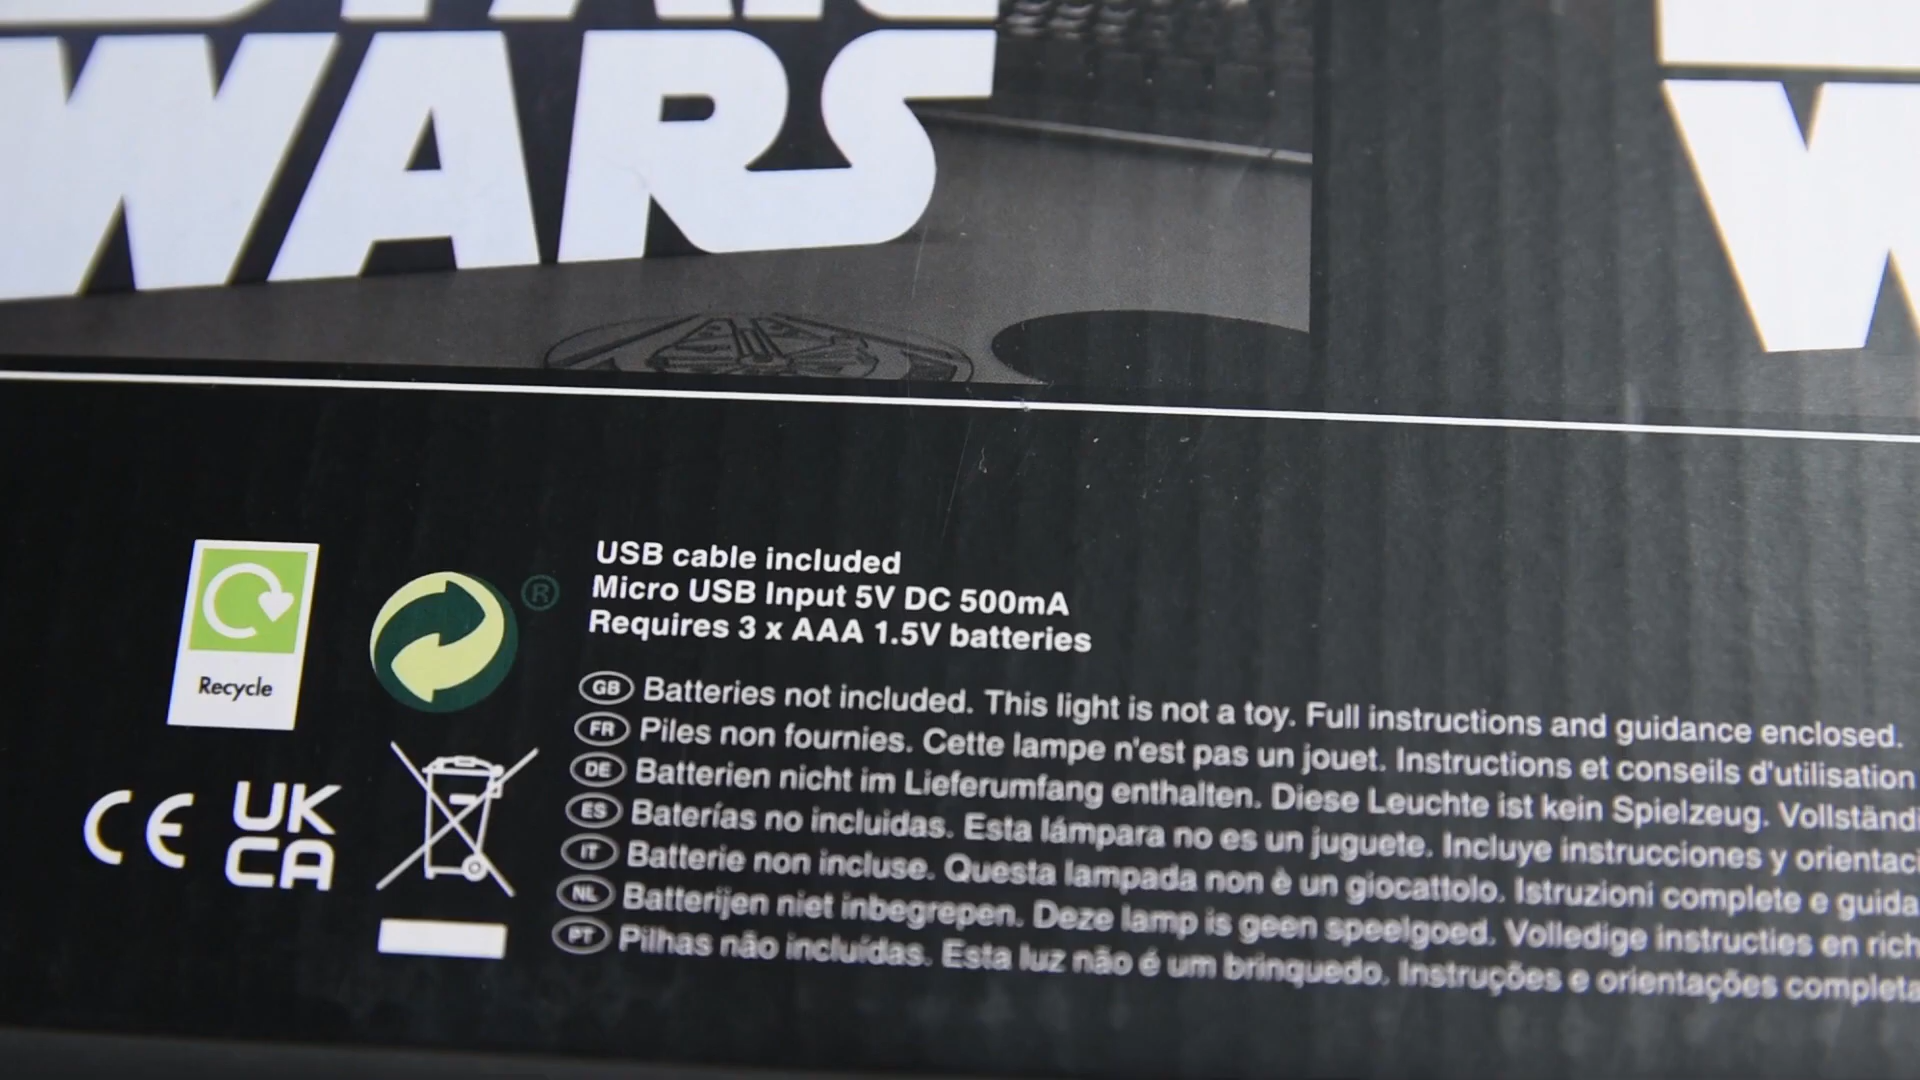 STAR
WARS
Recycle
®
CE
UK
CA
USB cable included
Micro USB Input 5V DC 500mA
Requires 3 x AAA 1.5V batteries
GB Batteries not included. This light is not a toy. Full instructions and guidance enclosed.
FR Piles non fournies. Cette lampe n'est pas un jouet. Instructions et conseils d'utilisation
DE Batterien nicht im Lieferumfang enthalten. Diese Leuchte ist kein Spielzeug. Vollständi
ES Baterías no incluidas. Esta lámpara no es un juguete. Incluye instrucciones y orientaci
IT Batterie non incluse. Questa lampada non è un giocattolo. Istruzioni complete e guida
NL Batterijen niet inbegrepen. Deze lamp is geen speelgoed. Volledige instructies en rich
PT Pilhas não incluídas. Esta luz não é um brinquedo. Instruções e orientações completa